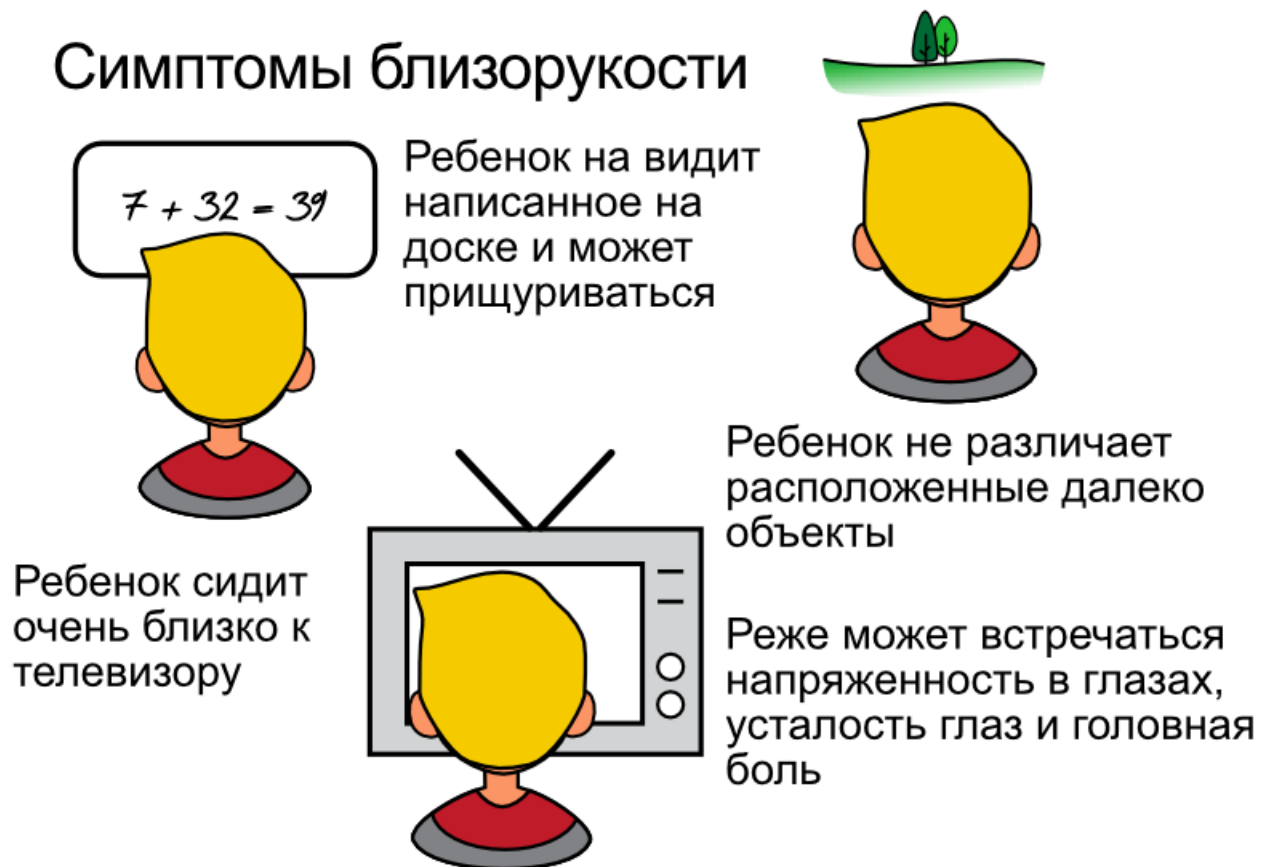 Симптомы близорукости
7 + 32 = 39
Ребенок на видит
написанное на
доске и может
прищуриваться
Ребенок не различает
расположенные далеко
объекты
Ребенок сидит
очень близко к
телевизору
Реже может встречаться
напряженность в глазах,
усталость глаз и головная
боль